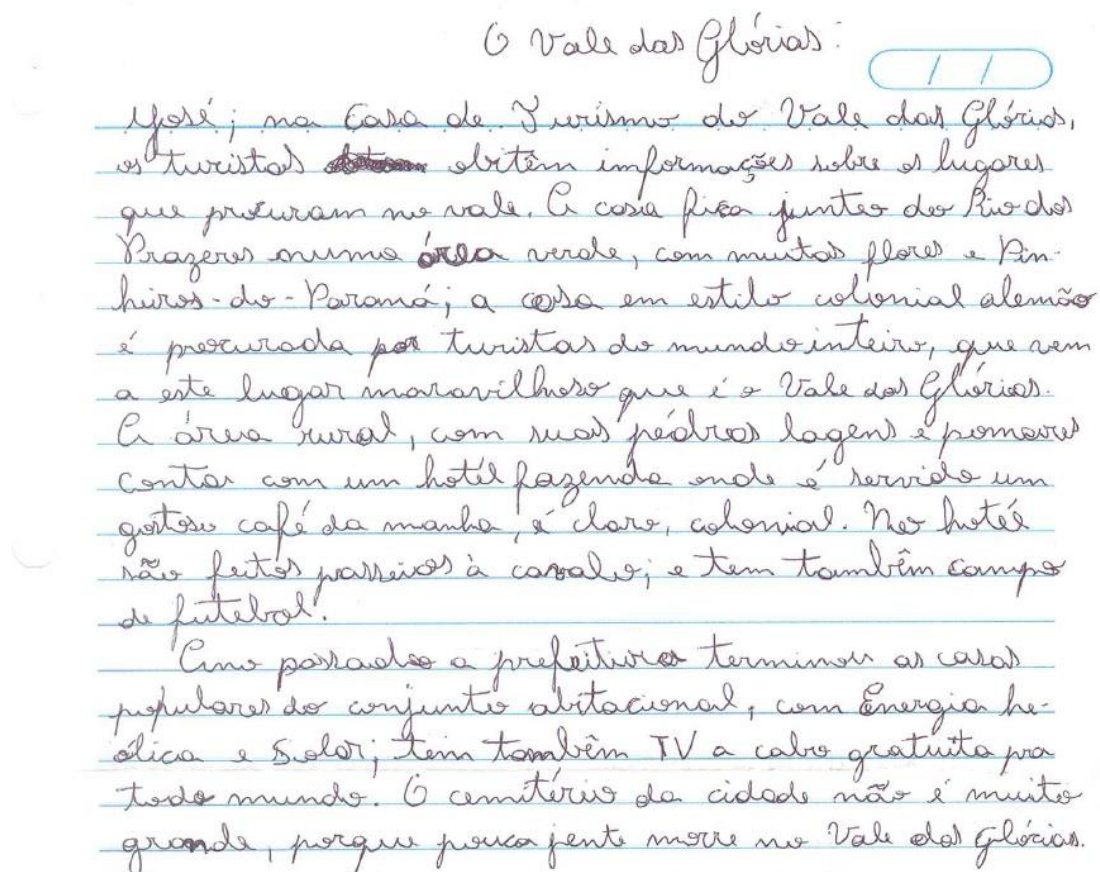 O Vale das Glórias:
/ /
José; na Casa de Turismo do Vale das Glórias,
os turistas obtêm informações sobre os lugares
que procuram no vale. A casa fica junto do Rio dos
Prazeres numa área verde, com muitas flores e Pin-
heiros-do-Paraná; a casa em estilo colonial alemão
é procurada por turistas do mundo inteiro, que vem
a este lugar maravilhoso que é o Vale das Glórias.
A área rural, com suas pedras lagens e pomares
conta com um hotel fazenda onde é servido um
gostoso café da manha, é claro, colonial. No hotel
são feitos passeios à cavalo; e tem também campo
de futebol.
Ano passado a prefeitura terminou as casas
populares do conjunto abitacional, com Energia he-
ólica e Solar; tem também TV a cabo gratuita pra
todo mundo. O cemitério da cidade não é muito
grande, porque pouca jente morre no Vale das Glórias.